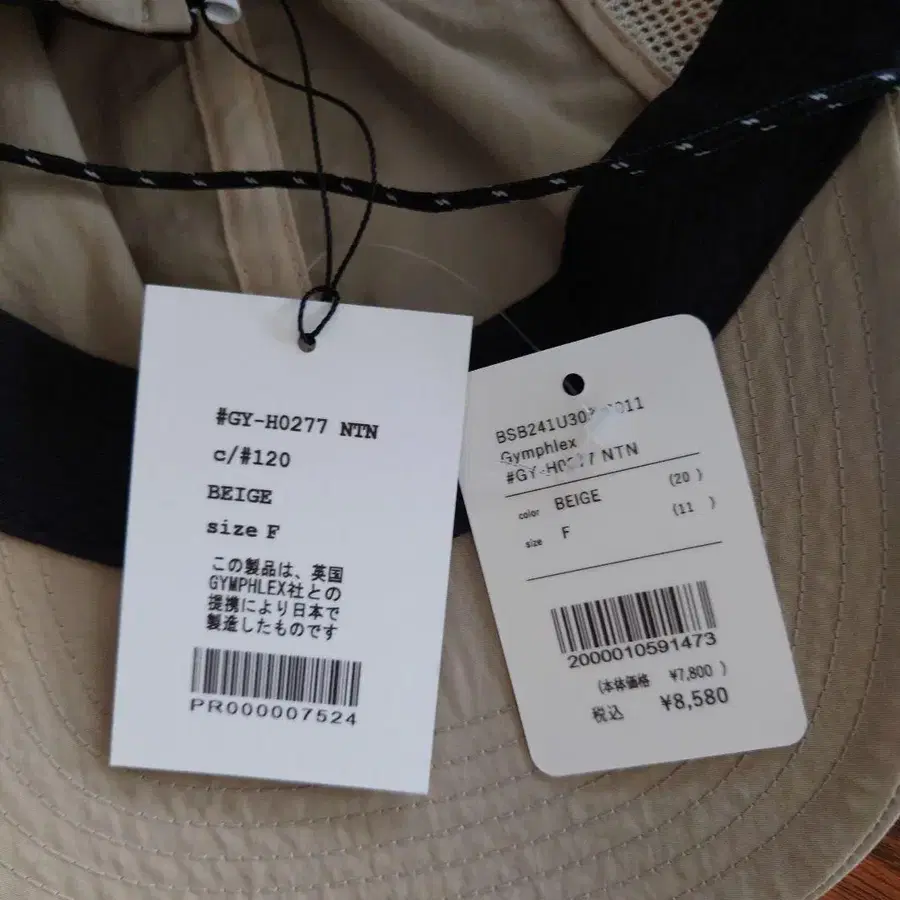 #GY-H0277 NTN
c/#120
BEIGE
size F
この製品は、英国
GYMPHLEX社との
提携により日本で
製造したものです
PR000007524
Gymphlex
NTN
color BEIGE (20 )
size F (11 )
2000010591473
(本体価格 ¥7,800 )
税込 ¥8,580